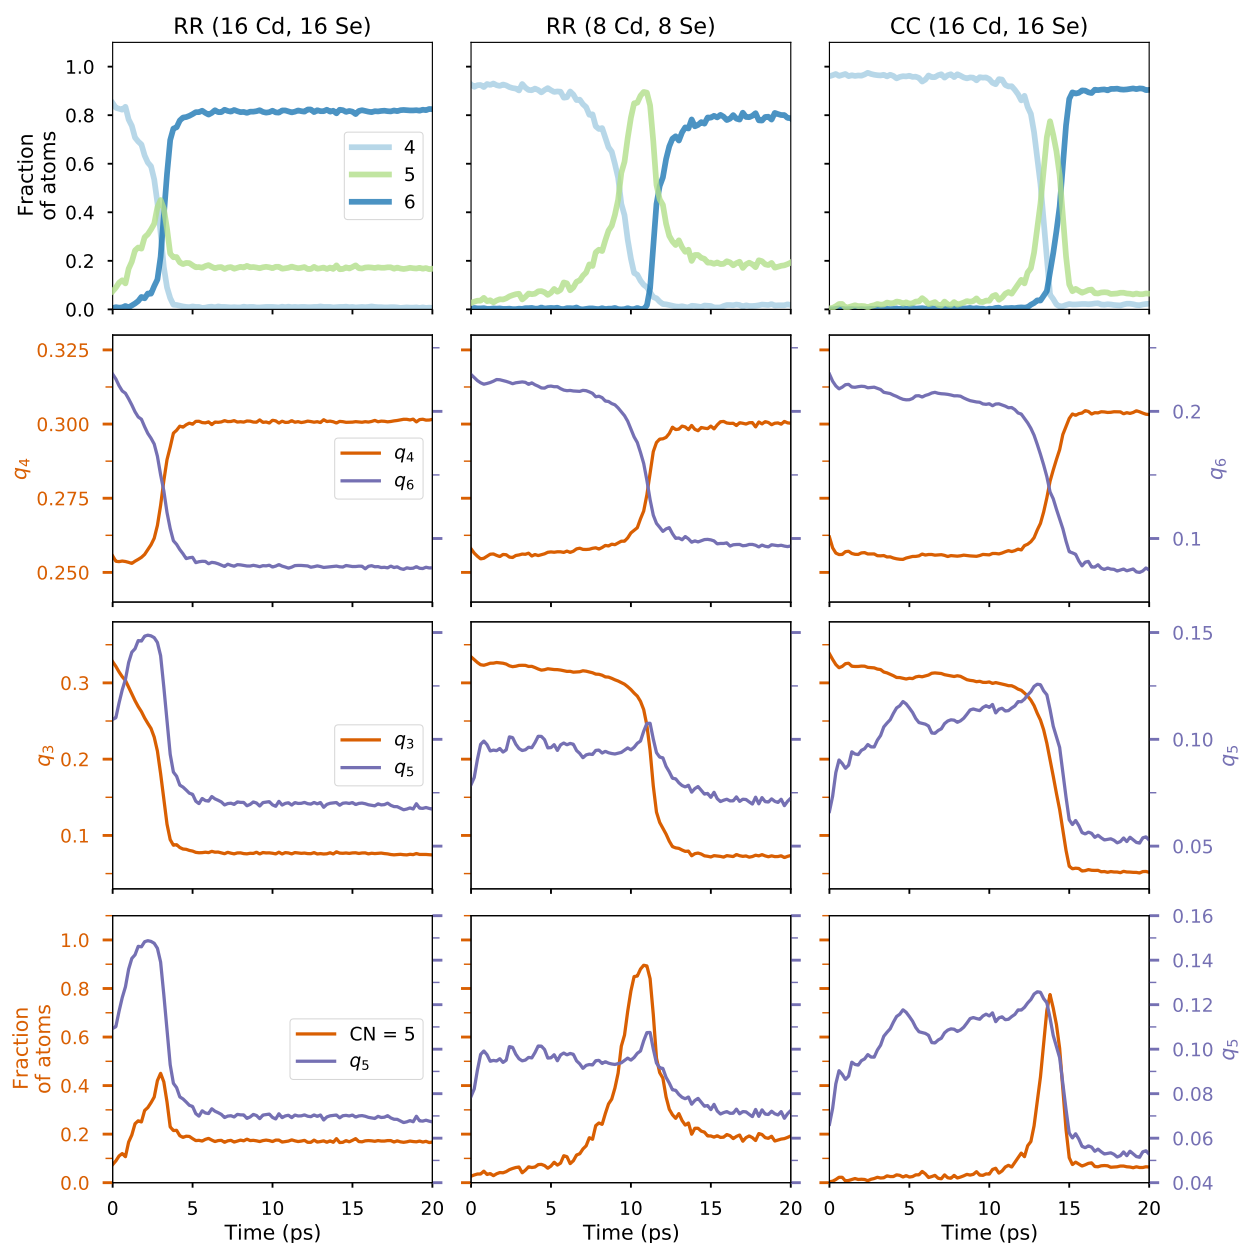 RR (16 Cd, 16 Se) RR (8 Cd, 8 Se) CC (16 Cd, 16 Se)
1.0
0.8
0.6
0.4
0.2
0.0
Fraction
of atoms
4
5
6
0.325
0.300
0.275
0.250
q4
q4
q6
0.2
0.1
q6
0.3
0.2
0.1
q3
q3
q5
0.15
0.10
0.05
q5
1.0
0.8
0.6
0.4
0.2
0.0
Fraction
of atoms
CN = 5
q5
0.16
0.14
0.12
0.10
0.08
0.06
0.04
q5
0 5 10 15 20 0 5 10 15 20 0 5 10 15 20
Time (ps) Time (ps) Time (ps)